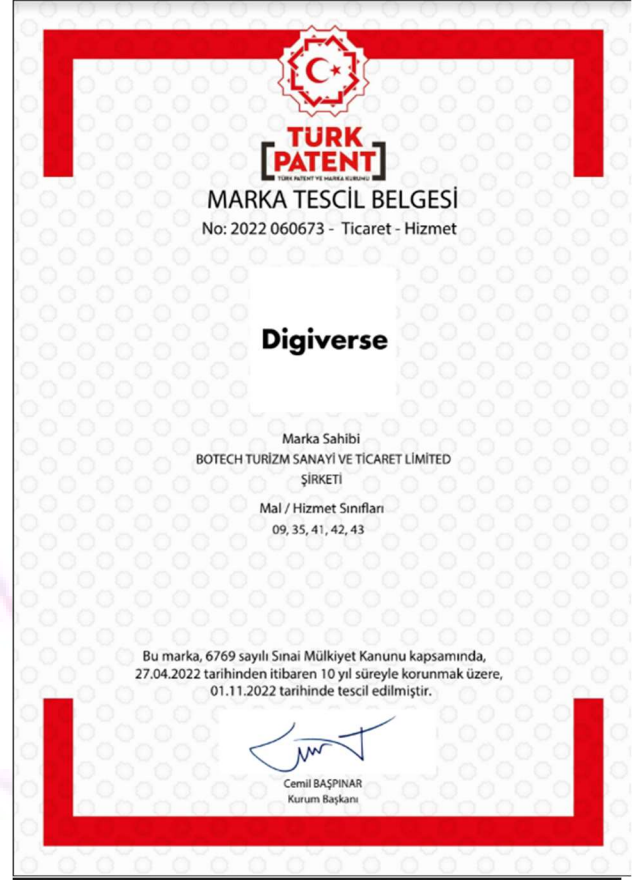 TÜRK
PATENT
TÜRK PATENT VE MARKA KURUMU
MARKA TESCİL BELGESİ
No: 2022 060673 - Ticaret - Hizmet
Digiverse
Marka Sahibi
BOTECH TURİZM SANAYİ VE TİCARET LİMİTED
ŞİRKETİ
Mal / Hizmet Sınıfları
09, 35, 41, 42, 43
Bu marka, 6769 sayılı Sınai Mülkiyet Kanunu kapsamında,
27.04.2022 tarihinden itibaren 10 yıl süreyle korunmak üzere,
01.11.2022 tarihinde tescil edilmiştir.
Cemil BAŞPINAR
Kurum Başkanı